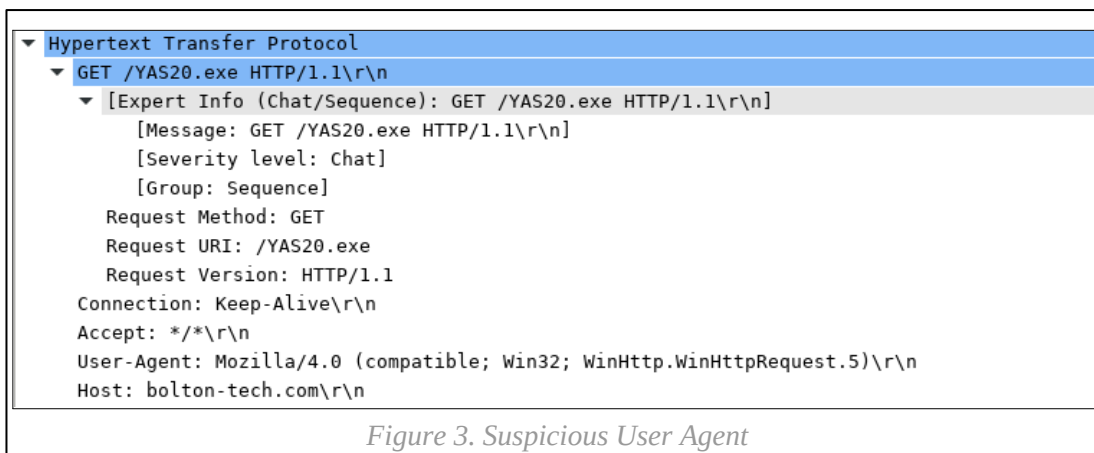 Hypertext Transfer Protocol
GET /YAS20.exe HTTP/1.1\r\n
[Expert Info (Chat/Sequence): GET /YAS20.exe HTTP/1.1\r\n]
[Message: GET /YAS20.exe HTTP/1.1\r\n]
[Severity level: Chat]
[Group: Sequence]
Request Method: GET
Request URI: /YAS20.exe
Request Version: HTTP/1.1
Connection: Keep-Alive\r\n
Accept: */*\r\n
User-Agent: Mozilla/4.0 (compatible; Win32; WinHttp.WinHttpRequest.5)\r\n
Host: bolton-tech.com\r\n
Figure 3. Suspicious User Agent